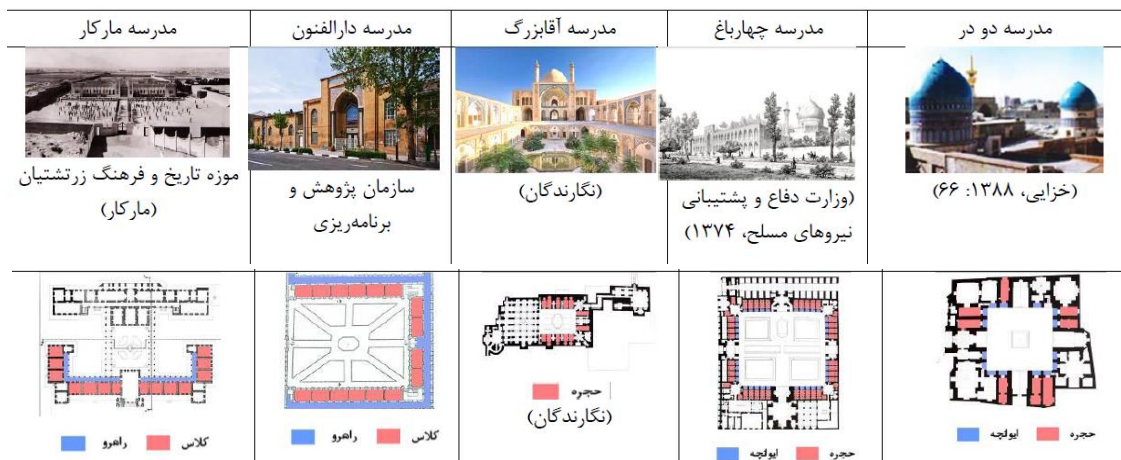 مدرسه دو در
مدرسه چهارباغ
مدرسه آقابزرگ
مدرسه دارالفنون
مدرسه مارکار
(خزایی، ۱۳۸۸: ۶۶)
(وزارت دفاع و پشتیبانی
نیروهای مسلح، ۱۳۷۴)
(نگارندگان)
سازمان پژوهش و
برنامه‌ریزی
موزه تاریخ و فرهنگ زرتشتیان
(مارکار)
حجره ایوانچه
حجره ایوانچه
حجره
(نگارندگان)
کلاس راهرو
کلاس راهرو